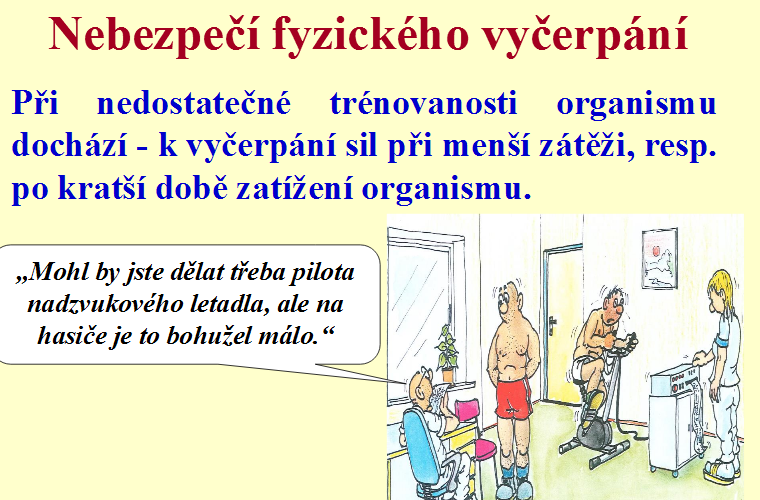 Nebezpečí fyzického vyčerpání
Při nedostatečné trénovanosti organismu
dochází - k vyčerpání sil při menší zátěži, resp.
po kratší době zatížení organismu.
„Mohl by jste dělat třeba pilota
nadzvukového letadla, ale na
hasiče je to bohužel málo.“